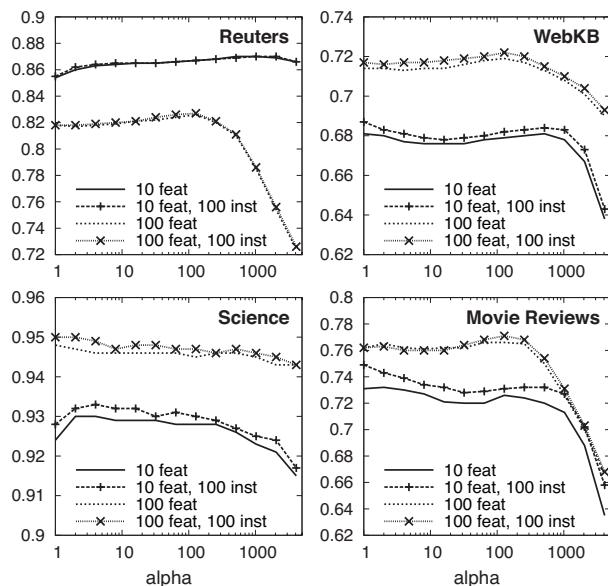 Reuters
0.9
0.88
0.86
0.84
0.82
0.8
0.78
0.76
0.74
0.72
10 feat
10 feat, 100 inst
100 feat
100 feat, 100 inst
1 10 100 1000
WebKB
0.74
0.72
0.7
0.68
0.66
0.64
0.62
10 feat
10 feat, 100 inst
100 feat
100 feat, 100 inst
1 10 100 1000
Science
0.96
0.95
0.94
0.93
0.92
0.91
0.9
10 feat
10 feat, 100 inst
100 feat
100 feat, 100 inst
1 10 100 1000
alpha
Movie Reviews
0.8
0.78
0.76
0.74
0.72
0.7
0.68
0.66
0.64
0.62
10 feat
10 feat, 100 inst
100 feat
100 feat, 100 inst
1 10 100 1000
alpha